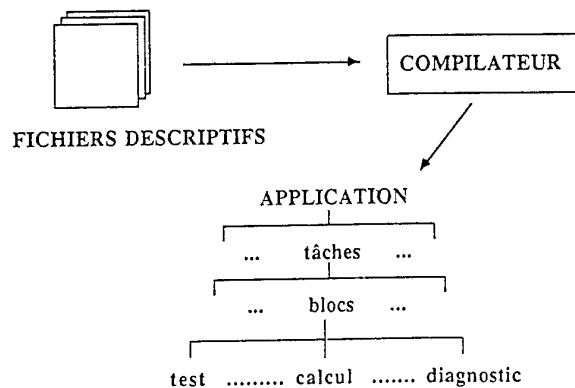 COMPILATEUR
FICHIERS DESCRIPTIFS
APPLICATION
... tâches ...
... blocs ...
test ......... calcul ....... diagnostic